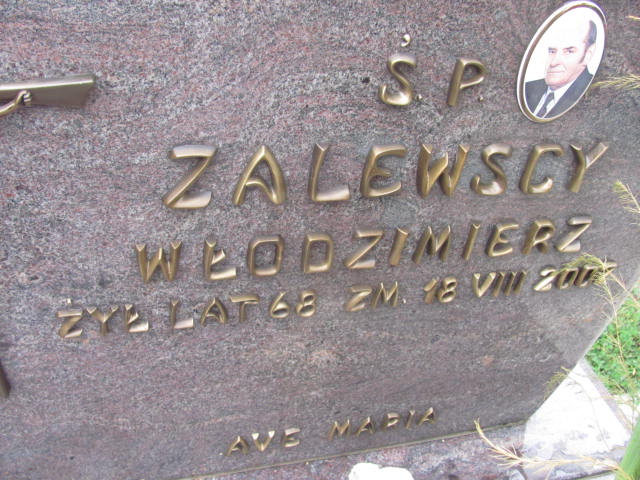 Ś. P.
ZALEWSCY
WŁODZIMIERZ
ŻYŁ LAT 68 ZM. 18 VIII
AVE MARIA